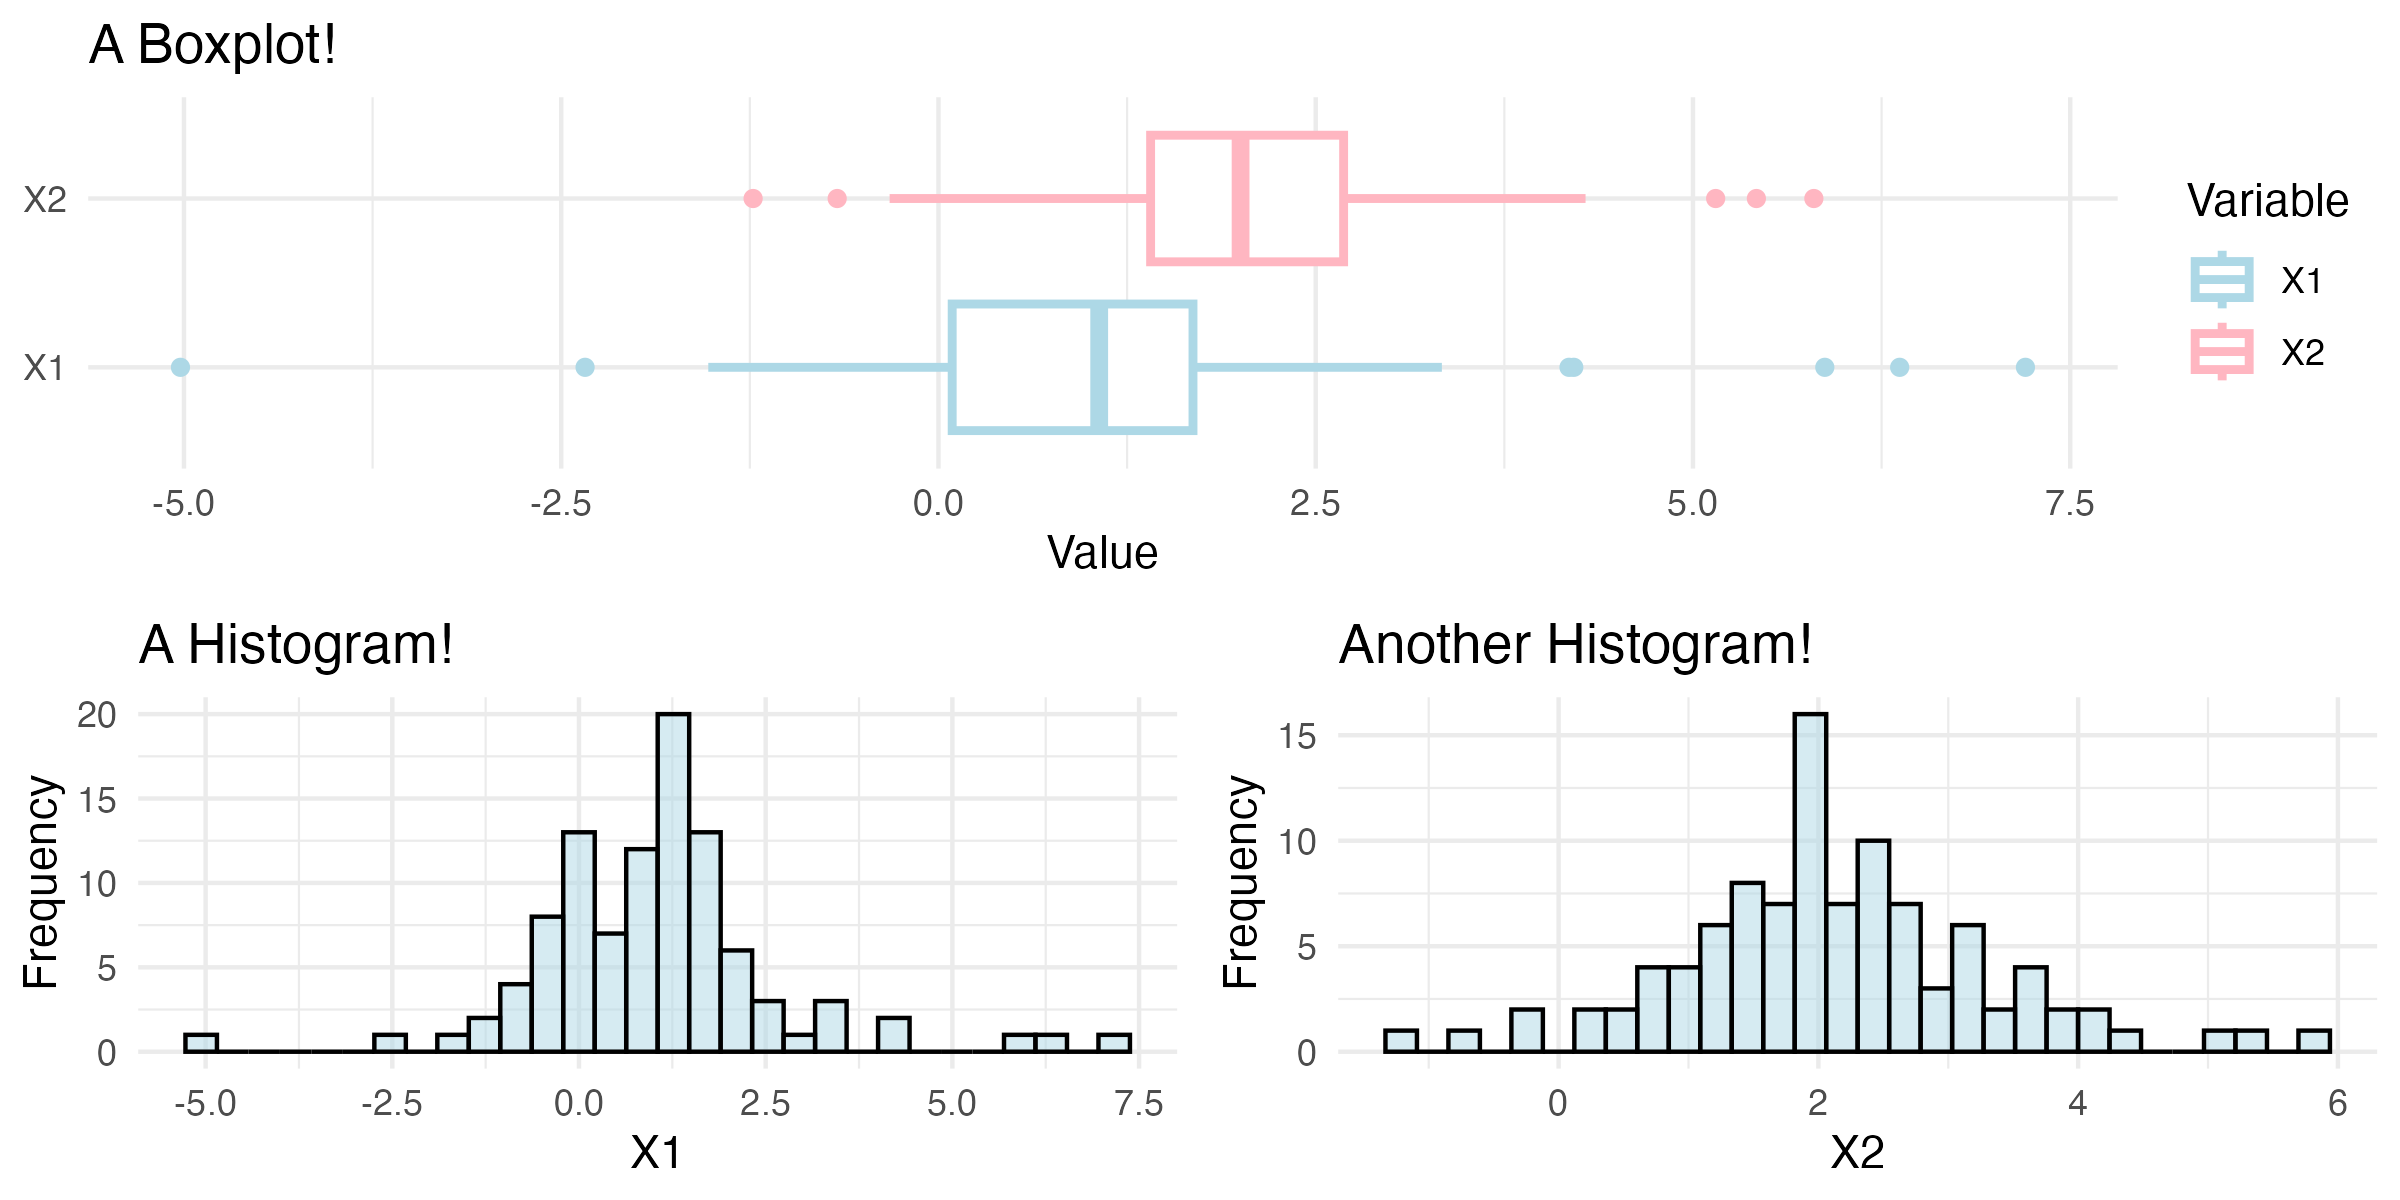 A Boxplot!
X2
X1
-5.0 -2.5 0.0 2.5 5.0 7.5
Value
Variable
X1
X2
A Histogram!
Frequency
20
15
10
5
0
-5.0 -2.5 0.0 2.5 5.0 7.5
X1
Another Histogram!
Frequency
15
10
5
0
0 2 4 6
X2